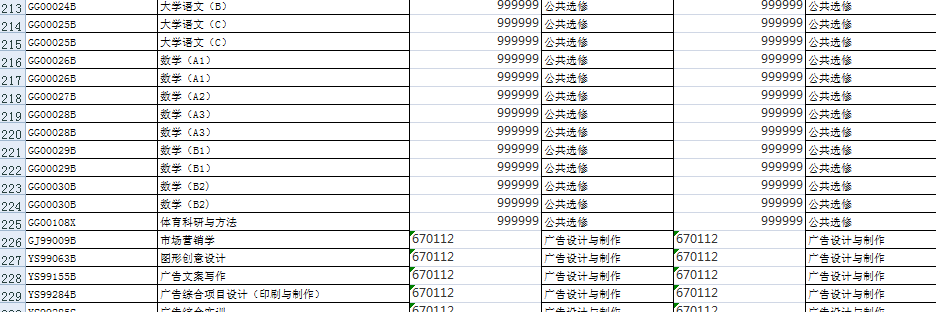 213 GG00024B 大学语文（B） 999999 公共选修 999999 公共选修
214 GG00025B 大学语文（C） 999999 公共选修 999999 公共选修
215 GG00025B 大学语文（C） 999999 公共选修 999999 公共选修
216 GG00026B 数学（A1） 999999 公共选修 999999 公共选修
217 GG00026B 数学（A1） 999999 公共选修 999999 公共选修
218 GG00027B 数学（A2） 999999 公共选修 999999 公共选修
219 GG00028B 数学（A3） 999999 公共选修 999999 公共选修
220 GG00028B 数学（A3） 999999 公共选修 999999 公共选修
221 GG00029B 数学（B1） 999999 公共选修 999999 公共选修
222 GG00029B 数学（B1） 999999 公共选修 999999 公共选修
223 GG00030B 数学（B2） 999999 公共选修 999999 公共选修
224 GG00030B 数学（B2） 999999 公共选修 999999 公共选修
225 GG00108X 体育科研与方法 999999 公共选修 999999 公共选修
226 GJ99009B 市场营销学 670112 广告设计与制作 670112 广告设计与制作
227 YS99063B 图形创意设计 670112 广告设计与制作 670112 广告设计与制作
228 YS99155B 广告文案写作 670112 广告设计与制作 670112 广告设计与制作
229 YS99284B 广告综合项目设计（印刷与制作） 670112 广告设计与制作 670112 广告设计与制作